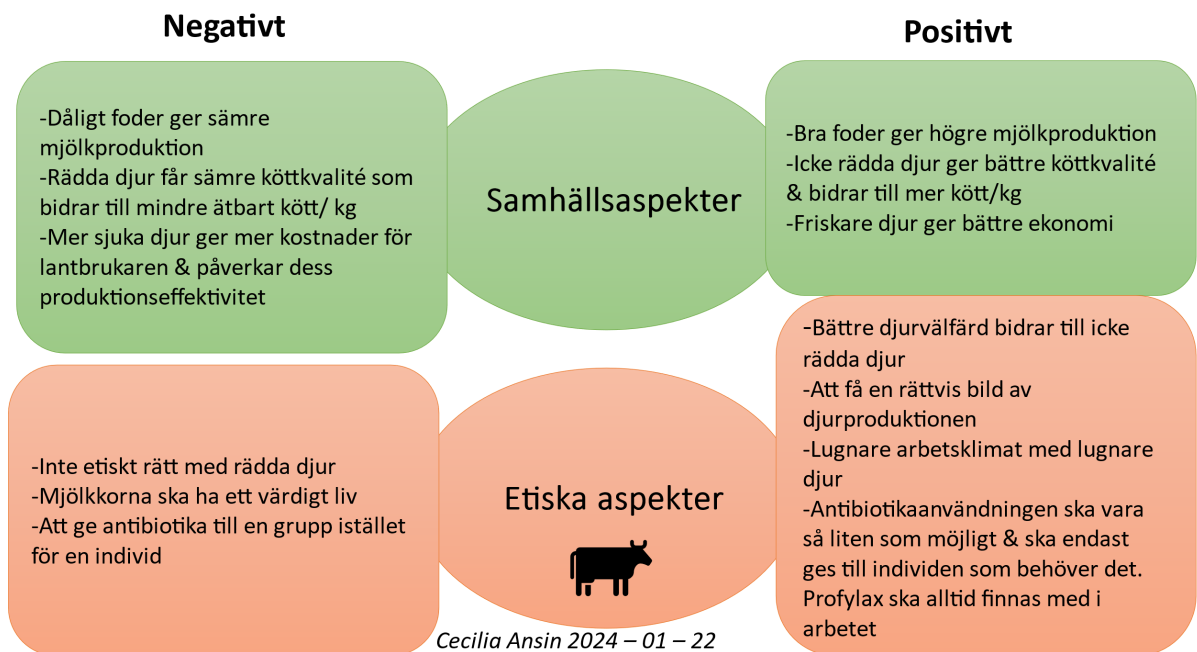 Negativt
Positivt
-Dåligt foder ger sämre
mjölkproduktion
-Rädda djur får sämre köttkvalité som
bidrar till mindre ätbart kött/ kg
-Mer sjuka djur ger mer kostnader för
lantbrukaren & påverkar dess
produktionseffektivitet
Samhällsaspekter
-Bra foder ger högre mjölkproduktion
-Icke rädda djur ger bättre köttkvalité
& bidrar till mer kött/kg
-Friskare djur ger bättre ekonomi
-Inte etiskt rätt med rädda djur
-Mjölkkorna ska ha ett värdigt liv
-Att ge antibiotika till en grupp istället
för en individ
Etiska aspekter
-Bättre djurvälfärd bidrar till icke
rädda djur
-Att få en rättvis bild av
djurproduktionen
-Lugnare arbetsklimat med lugnare
djur
-Antibiotikaanvändningen ska vara
så liten som möjligt & ska endast
ges till individen som behöver det.
Profylax ska alltid finnas med i
arbetet
Cecilia Ansin 2024 – 01 – 22